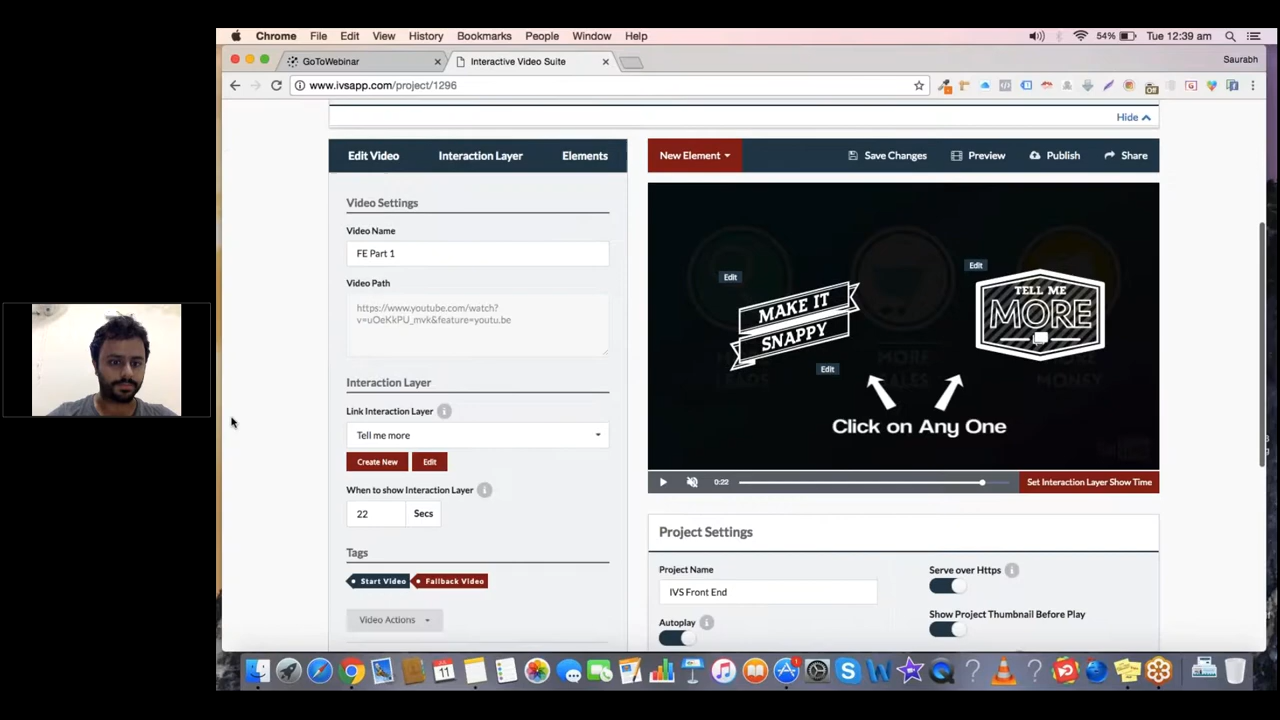 Chrome File Edit View History Bookmarks People Window Help 54% Tue 12:39 am
GoToWebinar Interactive Video Suite Saurabh
www.ivsapp.com/project/1296
Hide
Edit Video Interaction Layer Elements
New Element Save Changes Preview Publish Share
Video Settings
Video Name
FE Part 1
Video Path
https://www.youtube.com/watch?
v=uOeKkPU_mvk&feature=youtu.be
Interaction Layer
Link Interaction Layer
Tell me more
Create New Edit
When to show Interaction Layer
22 Secs
Tags
Start Video Fallback Video
Video Actions
Edit
Edit
MAKE IT
SNAPPY
TELL ME
MORE
Edit
LEADS
MORE
SALES
MONEY
Click on Any One
0:22 Set Interaction Layer Show Time
Project Settings
Project Name
IVS Front End
Autoplay
Serve over Https
Show Project Thumbnail Before Play